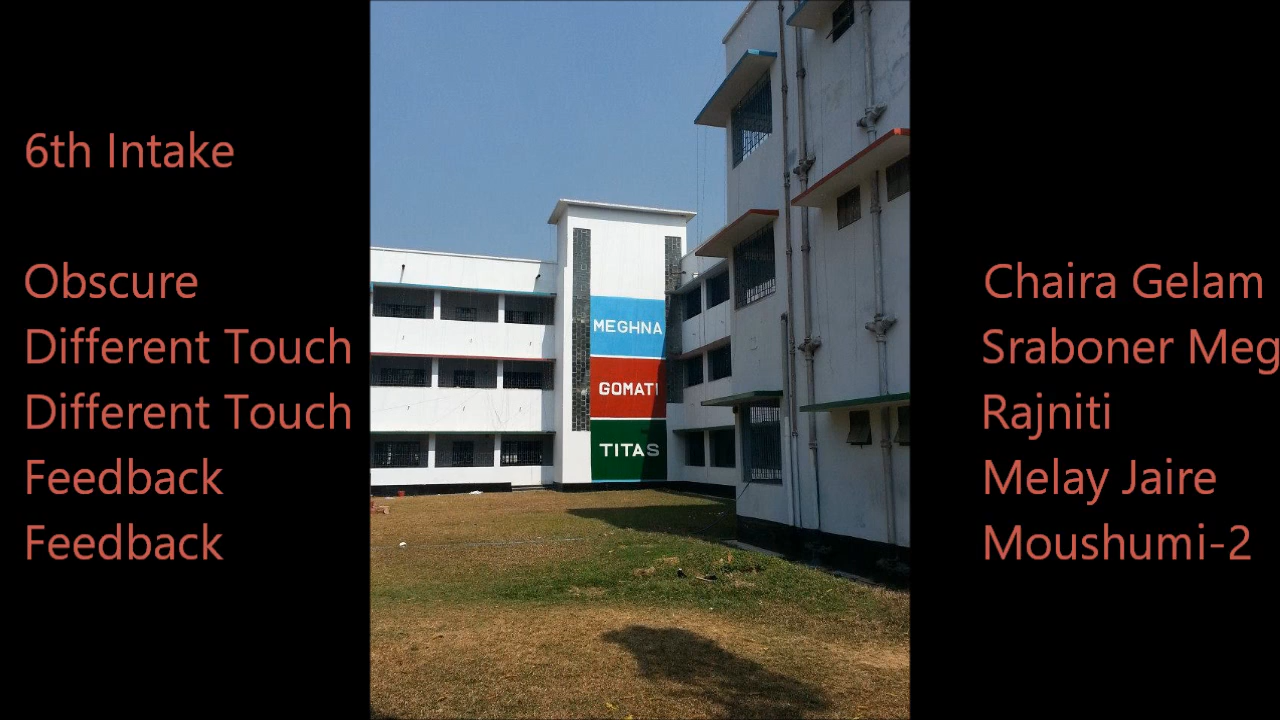 6th Intake
Obscure Chaira Gelam
Different Touch Sraboner Meg
Different Touch Rajniti
Feedback Melay Jaire
Feedback Moushumi-2
MEGHNA
GOMATI
TITAS